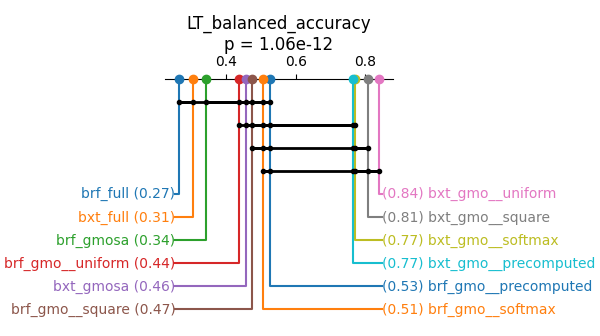 LT_balanced_accuracy
p = 1.06e-12
0.4 0.6 0.8
brf_full (0.27) (0.84) bxt_gmo__uniform
bxt_full (0.31) (0.81) bxt_gmo__square
brf_gmosa (0.34) (0.77) bxt_gmo__softmax
brf_gmo__uniform (0.44) (0.77) bxt_gmo__precomputed
bxt_gmosa (0.46) (0.53) brf_gmo__precomputed
brf_gmo__square (0.47) (0.51) brf_gmo__softmax